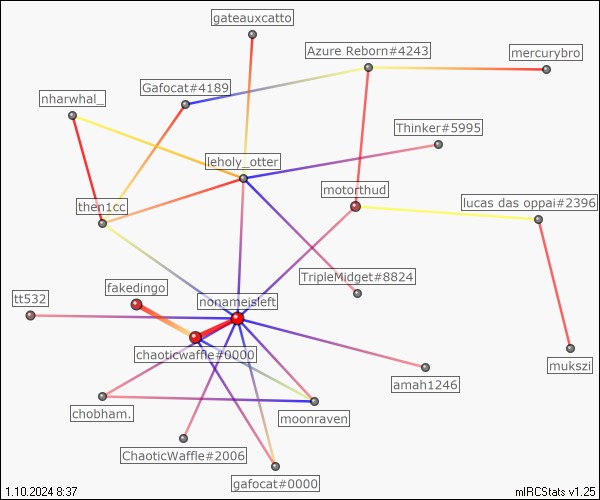 gateauxcatto
Azure Reborn#4243
mercurybro
Gafocat#4189
nharwhal_
Thinker#5995
leholy_otter
motorthud
lucas das oppai#2396
then1cc
TripleMidget#8824
fakedingo
nonameisleft
tt532
chaoticwaffle#0000
mukszi
amah1246
chobham.
moonraven
ChaoticWaffle#2006
gafocat#0000
1.10.2024 8:37
mIRCStats v1.25